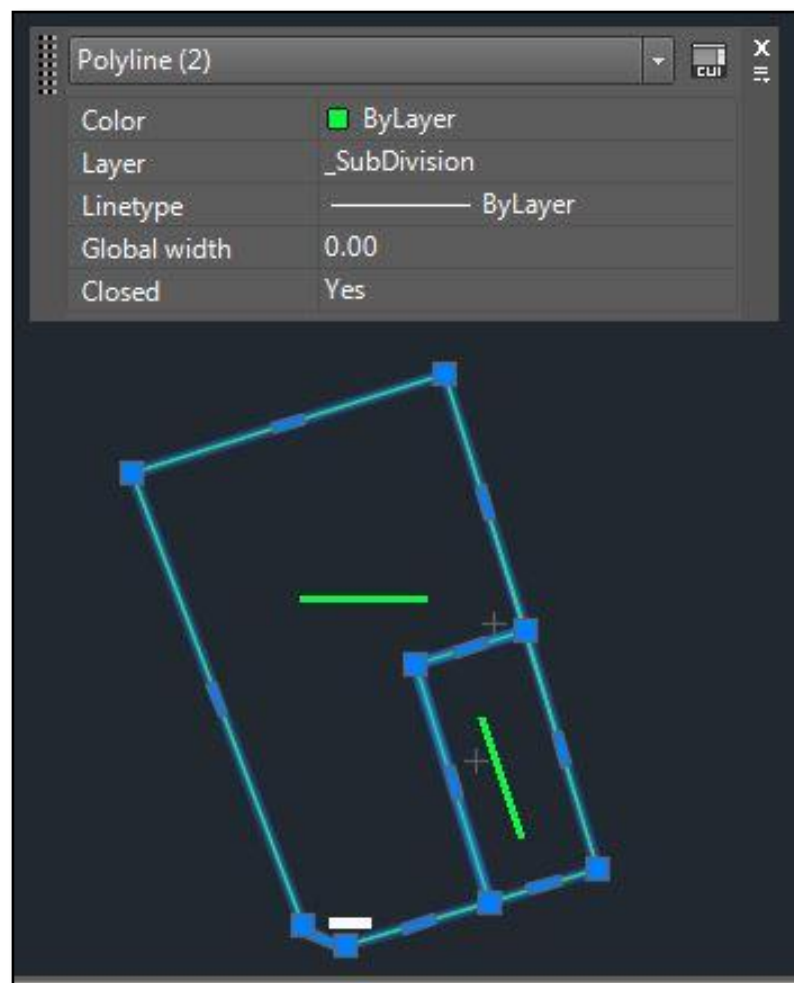 Polyline (2)
CUI
X
Color ByLayer
Layer _SubDivision
Linetype ByLayer
Global width 0.00
Closed Yes